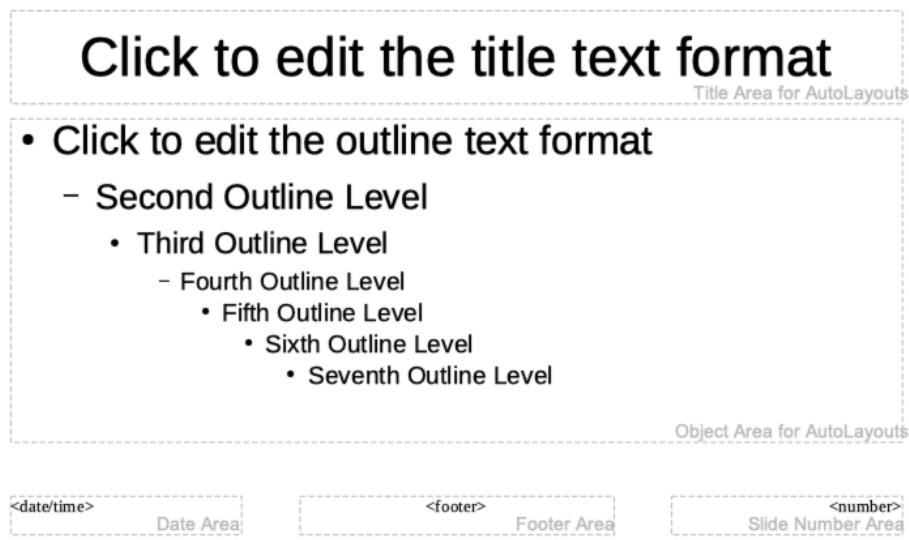 Click to edit the title text format
Title Area for AutoLayouts
• Click to edit the outline text format
– Second Outline Level
• Third Outline Level
– Fourth Outline Level
• Fifth Outline Level
• Sixth Outline Level
• Seventh Outline Level
Object Area for AutoLayouts
<date/time>
Date Area
<footer>
Footer Area
<number>
Slide Number Area